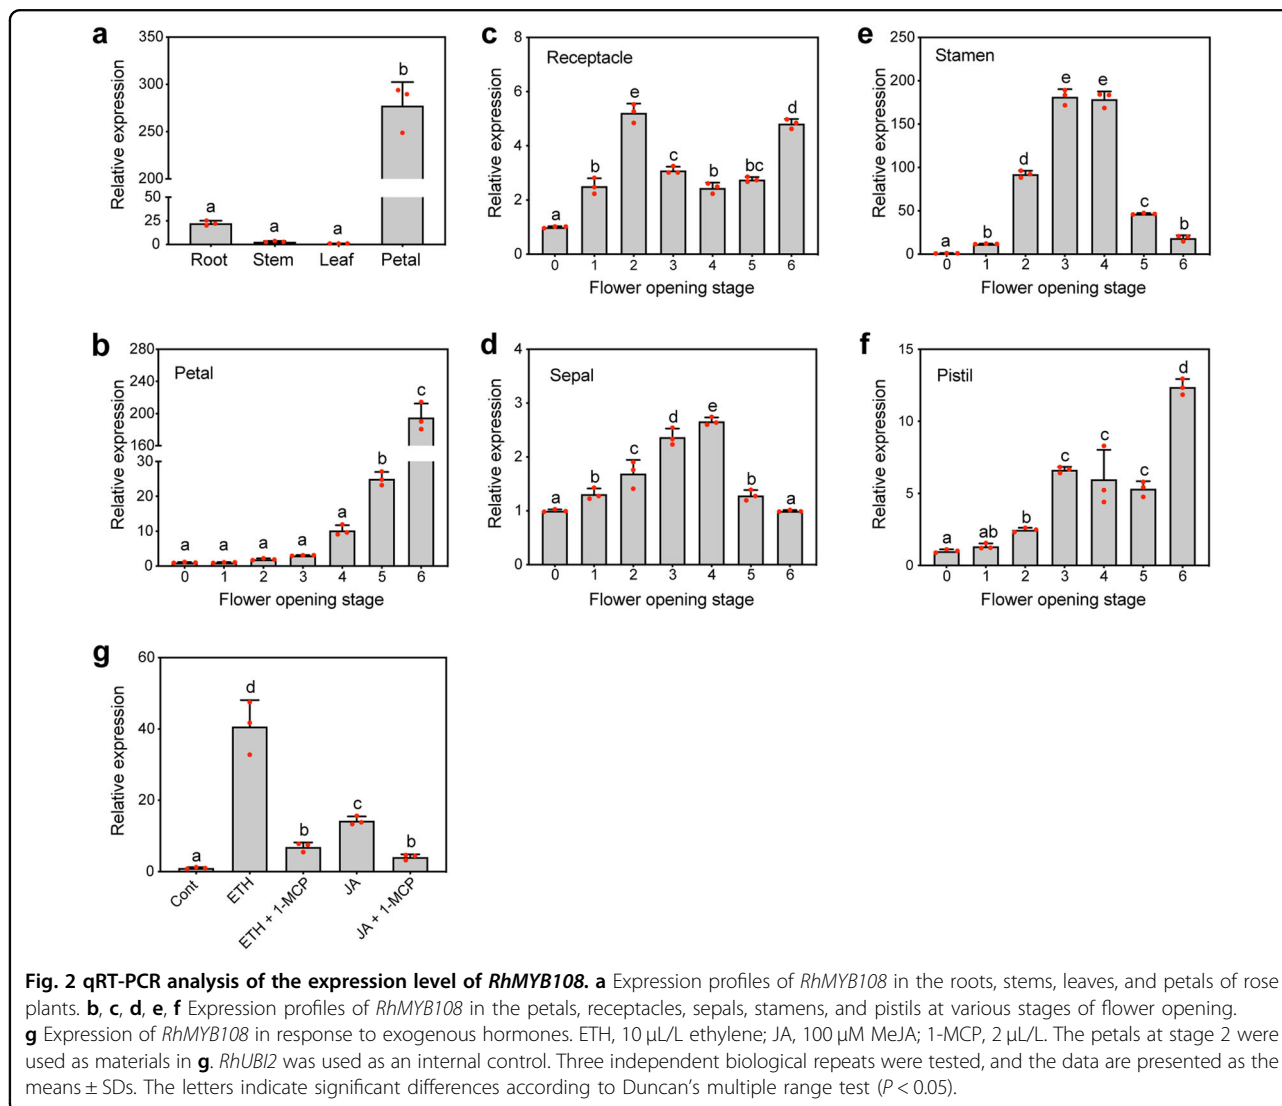 a
Relative expression
350
300
250
200
50
25
0
a
a
a
b
Root Stem Leaf Petal
c
Receptacle
Relative expression
8
6
4
2
0
a
b
e
c
b
bc
d
0 1 2 3 4 5 6
Flower opening stage
e
Stamen
Relative expression
250
200
150
100
50
0
a
b
d
e
e
c
b
0 1 2 3 4 5 6
Flower opening stage
b
Petal
Relative expression
280
240
200
160
30
20
10
0
a
a
a
a
a
b
c
0 1 2 3 4 5 6
Flower opening stage
d
Sepal
Relative expression
4
3
2
1
0
a
b
c
d
e
b
a
0 1 2 3 4 5 6
Flower opening stage
f
Pistil
Relative expression
15
10
5
0
a
ab
b
c
c
c
d
0 1 2 3 4 5 6
Flower opening stage
g
Relative expression
60
40
20
0
a
d
b
c
b
Cont
ETH
ETH + 1-MCP
JA
JA + 1-MCP
Fig. 2 qRT-PCR analysis of the expression level of RhMYB108. a Expression profiles of RhMYB108 in the roots, stems, leaves, and petals of rose
plants. b, c, d, e, f Expression profiles of RhMYB108 in the petals, receptacles, sepals, stamens, and pistils at various stages of flower opening.
g Expression of RhMYB108 in response to exogenous hormones. ETH, 10 μL/L ethylene; JA, 100 μM MeJA; 1-MCP, 2 μL/L. The petals at stage 2 were
used as materials in g. RhUBI2 was used as an internal control. Three independent biological repeats were tested, and the data are presented as the
means ± SDs. The letters indicate significant differences according to Duncan's multiple range test (P < 0.05).